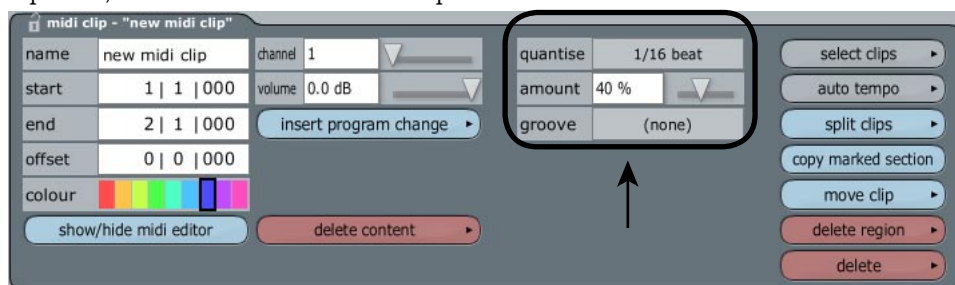 midi clip - "new midi clip"
name new midi clip channel 1 quantise 1/16 beat select clips
start 1| 1 |000 volume 0.0 dB amount 40 % auto tempo
end 2| 1 |000 insert program change groove (none) split clips
offset 0| 0 |000 copy marked section
colour move clip
show/hide midi editor delete content delete region
delete